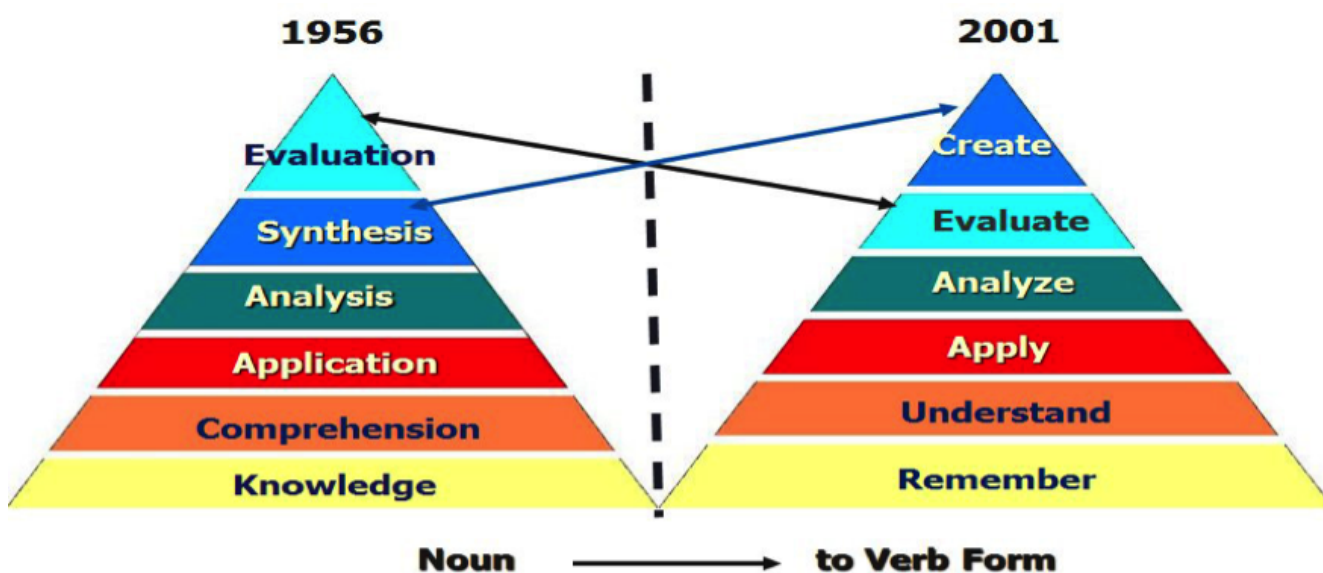 1956
Evaluation
Synthesis
Analysis
Application
Comprehension
Knowledge
2001
Create
Evaluate
Analyze
Apply
Understand
Remember
Noun to Verb Form